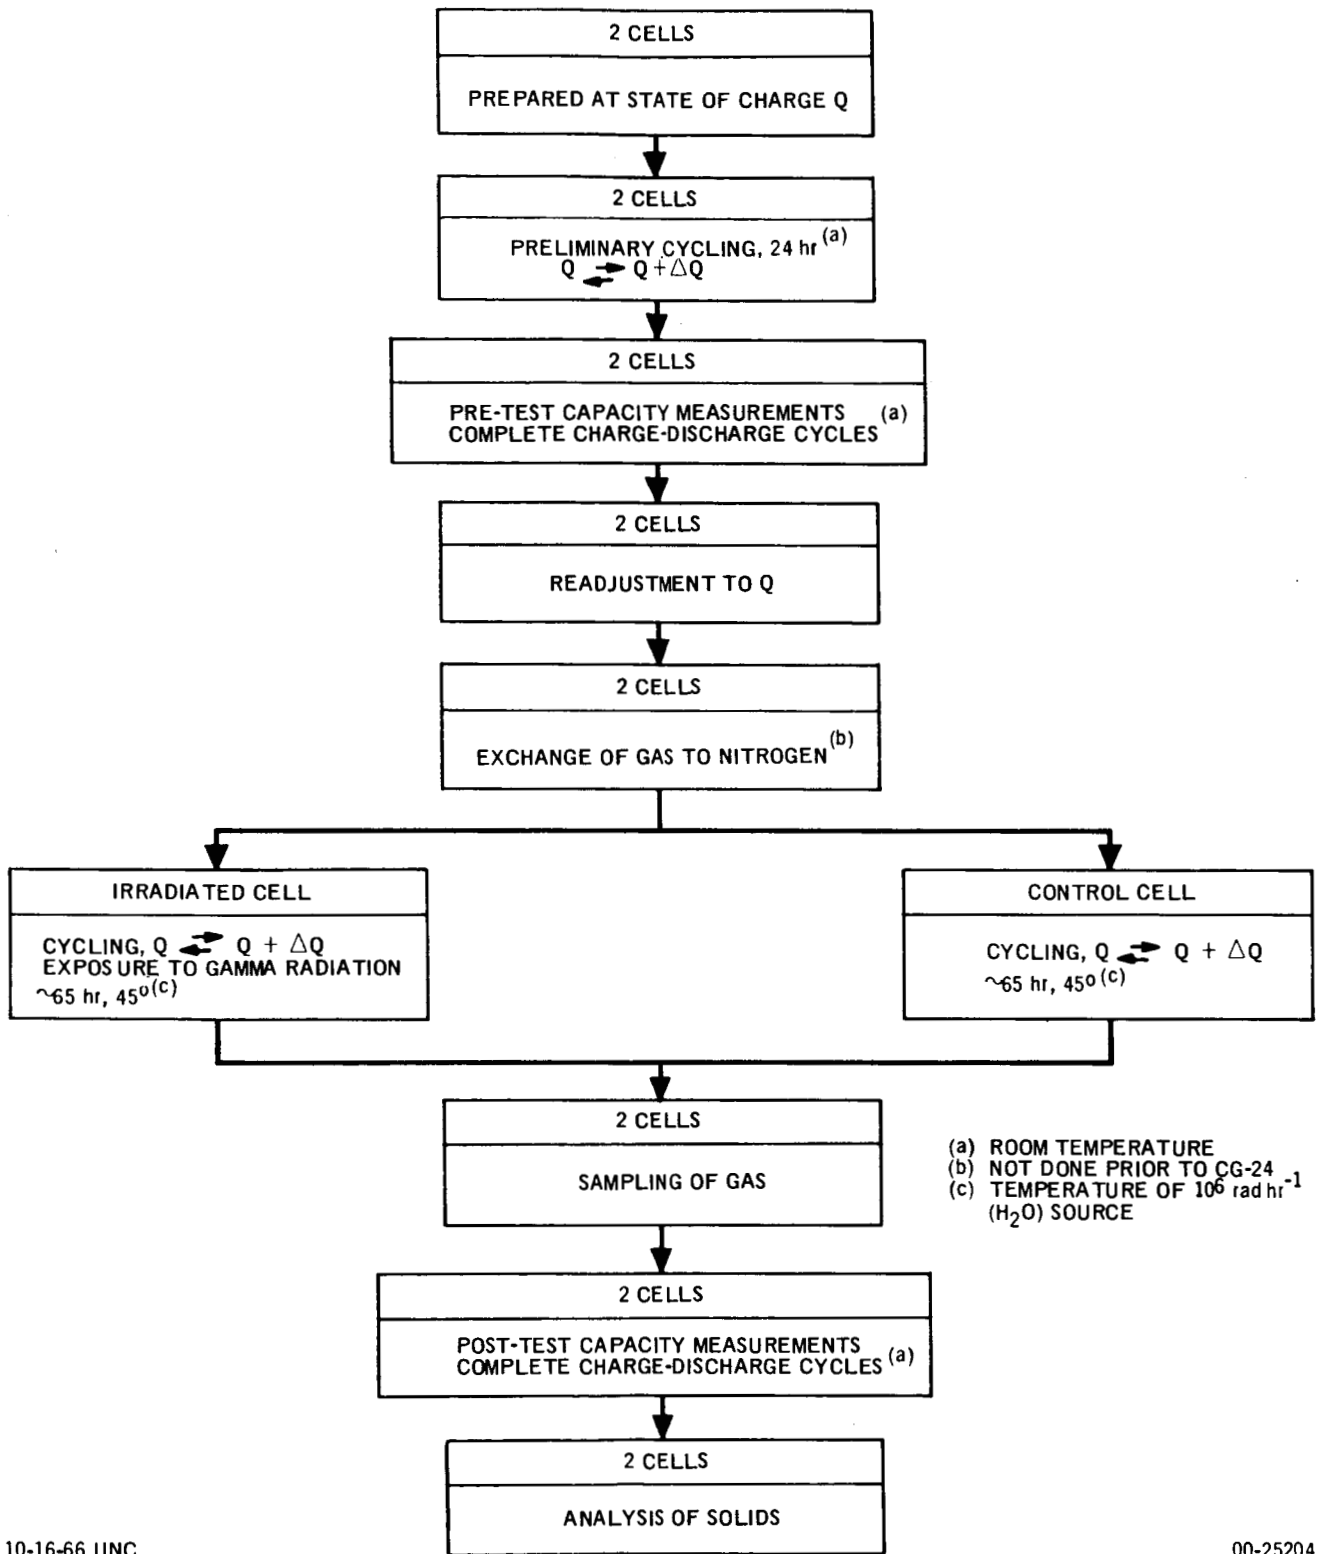 2 CELLS
PREPARED AT STATE OF CHARGE Q
2 CELLS
PRELIMINARY CYCLING, 24 hr (a)
Q ⇄ Q + ΔQ
2 CELLS
PRE-TEST CAPACITY MEASUREMENTS
COMPLETE CHARGE-DISCHARGE CYCLES (a)
2 CELLS
READJUSTMENT TO Q
2 CELLS
EXCHANGE OF GAS TO NITROGEN (b)
IRRADIATED CELL
CYCLING, Q ⇄ Q + ΔQ
EXPOSURE TO GAMMA RADIATION
~65 hr, 45º (c)
CONTROL CELL
CYCLING, Q ⇄ Q + ΔQ
~65 hr, 45º (c)
2 CELLS
SAMPLING OF GAS
(a) ROOM TEMPERATURE
(b) NOT DONE PRIOR TO CG-24
(c) TEMPERATURE OF 10⁶ rad hr⁻¹
(H₂O) SOURCE
2 CELLS
POST-TEST CAPACITY MEASUREMENTS
COMPLETE CHARGE-DISCHARGE CYCLES (a)
2 CELLS
ANALYSIS OF SOLIDS
10-16-66 UNC
00-25204